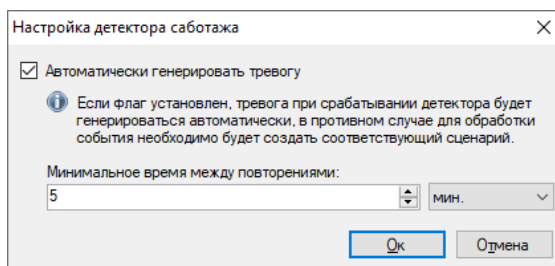 Настройка детектора саботажа
Автоматически генерировать тревогу
Если флаг установлен, тревога при срабатывании детектора будет
генерироваться автоматически, в противном случае для обработки
события необходимо будет создать соответствующий сценарий.
Минимальное время между повторениями:
5 мин.
Ок Отмена